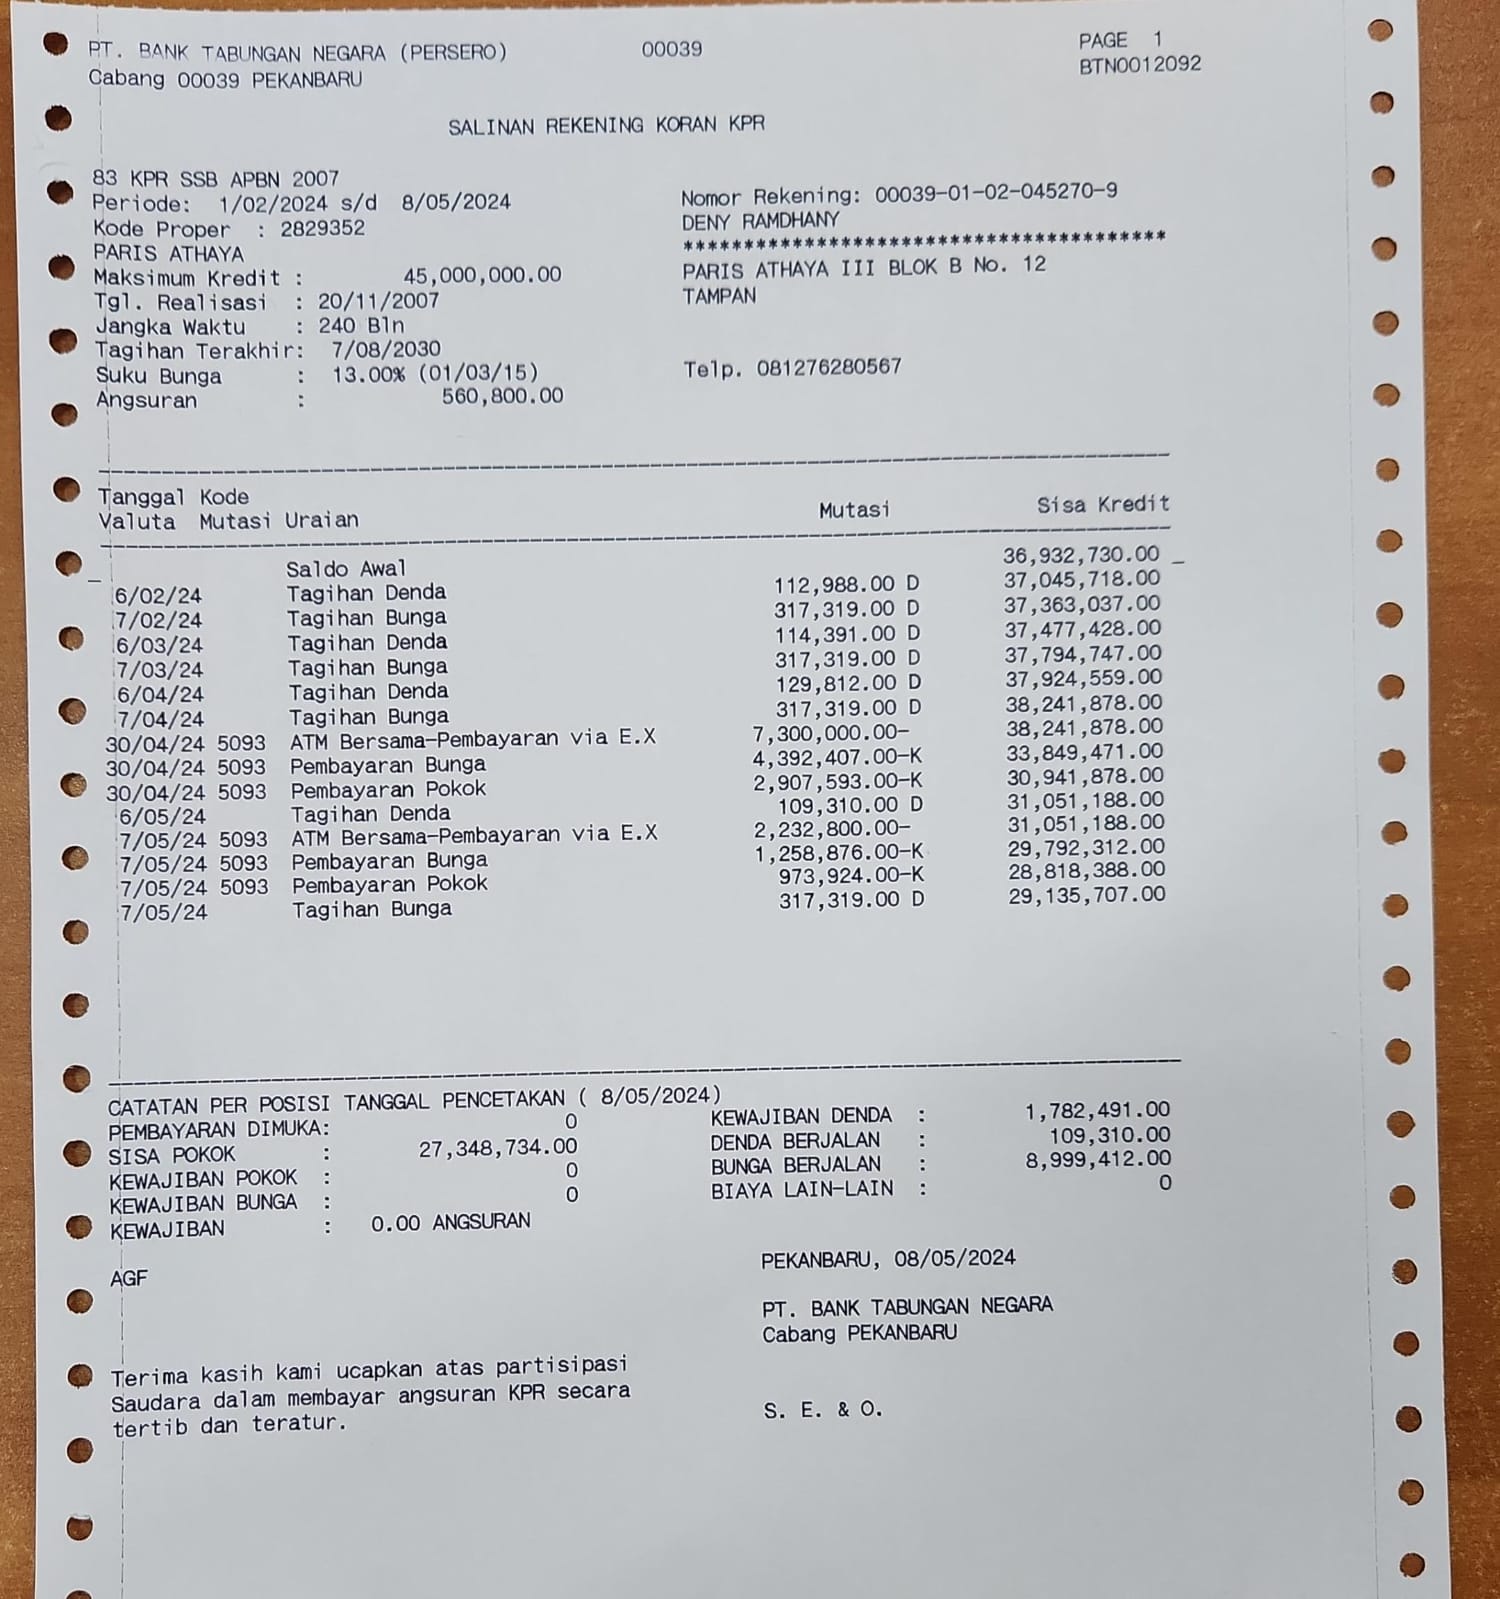 PT. BANK TABUNGAN NEGARA (PERSERO) 00039 PAGE 1
Cabang 00039 PEKANBARU BTN0012092
SALINAN REKENING KORAN KPR
83 KPR SSB APBN 2007
Periode: 1/02/2024 s/d 8/05/2024 Nomor Rekening: 00039-01-02-045270-9
Kode Proper : 2829352 DENY RAMDHANY
PARIS ATHAYA ****************************************
Maksimum Kredit : 45,000,000.00 PARIS ATHAYA III BLOK B No. 12
Tgl. Realisasi : 20/11/2007 TAMPAN
Jangka Waktu : 240 Bln
Tagihan Terakhir: 7/08/2030
Suku Bunga : 13.00% (01/03/15) Telp. 081276280567
Angsuran : 560,800.00
Tanggal Kode
Valuta Mutasi Uraian Mutasi Sisa Kredit
Saldo Awal 36,932,730.00
6/02/24 Tagihan Denda 112,988.00 D 37,045,718.00
7/02/24 Tagihan Bunga 317,319.00 D 37,363,037.00
6/03/24 Tagihan Denda 114,391.00 D 37,477,428.00
7/03/24 Tagihan Bunga 317,319.00 D 37,794,747.00
6/04/24 Tagihan Denda 129,812.00 D 37,924,559.00
7/04/24 Tagihan Bunga 317,319.00 D 38,241,878.00
30/04/24 5093 ATM Bersama-Pembayaran via E.X 7,300,000.00- 38,241,878.00
30/04/24 5093 Pembayaran Bunga 4,392,407.00-K 33,849,471.00
30/04/24 5093 Pembayaran Pokok 2,907,593.00-K 30,941,878.00
6/05/24 Tagihan Denda 109,310.00 D 31,051,188.00
7/05/24 5093 ATM Bersama-Pembayaran via E.X 2,232,800.00- 31,051,188.00
7/05/24 5093 Pembayaran Bunga 1,258,876.00-K 29,792,312.00
7/05/24 5093 Pembayaran Pokok 973,924.00-K 28,818,388.00
7/05/24 Tagihan Bunga 317,319.00 D 29,135,707.00
CATATAN PER POSISI TANGGAL PENCETAKAN ( 8/05/2024)
PEMBAYARAN DIMUKA: 0 KEWAJIBAN DENDA : 1,782,491.00
SISA POKOK : 27,348,734.00 DENDA BERJALAN : 109,310.00
KEWAJIBAN POKOK : 0 BUNGA BERJALAN : 8,999,412.00
KEWAJIBAN BUNGA : 0 BIAYA LAIN-LAIN : 0
KEWAJIBAN : 0.00 ANGSURAN
PEKANBARU, 08/05/2024
AGF
PT. BANK TABUNGAN NEGARA
Cabang PEKANBARU
Terima kasih kami ucapkan atas partisipasi
Saudara dalam membayar angsuran KPR secara
tertib dan teratur.
S. E. & O.